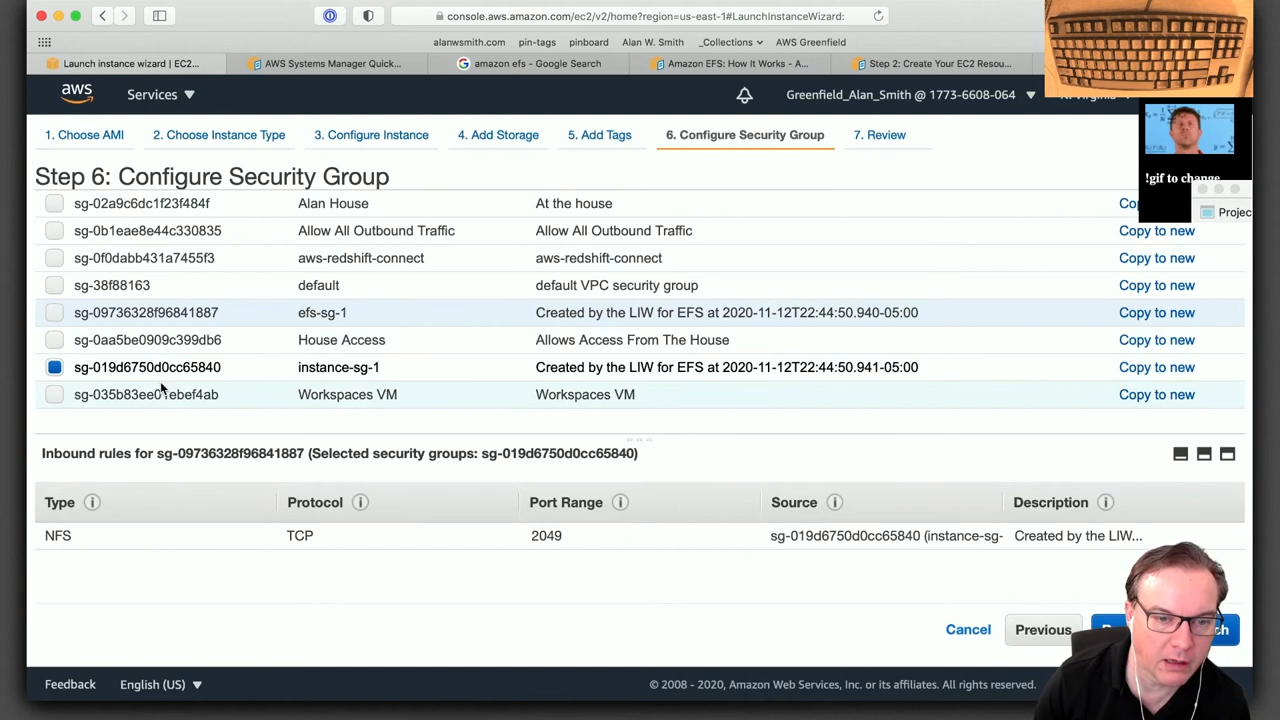 console.aws.amazon.com/ec2/v2/home?region=us-east-1#LaunchInstanceWizard:
alanwsmith.com pin-tags pinboard Alan W. Smith _Collections AWS Greenfield
Launch instance wizard | EC2... AWS Systems Manager Quick... amazon efs - Google Search Amazon EFS: How It Works - A... Step 2: Create Your EC2 Resou...
aws Services Greenfield_Alan_Smith @ 1773-6608-064
1. Choose AMI 2. Choose Instance Type 3. Configure Instance 4. Add Storage 5. Add Tags 6. Configure Security Group 7. Review
!gif to change
Projec
Step 6: Configure Security Group
sg-02a9c6dc1f23f484f Alan House At the house Cop
sg-0b1eae8e44c330835 Allow All Outbound Traffic Allow All Outbound Traffic Copy to new
sg-0f0dabb431a7455f3 aws-redshift-connect aws-redshift-connect Copy to new
sg-38f88163 default default VPC security group Copy to new
sg-09736328f96841887 efs-sg-1 Created by the LIW for EFS at 2020-11-12T22:44:50.940-05:00 Copy to new
sg-0aa5be0909c399db6 House Access Allows Access From The House Copy to new
sg-019d6750d0cc65840 instance-sg-1 Created by the LIW for EFS at 2020-11-12T22:44:50.941-05:00 Copy to new
Workspaces VM Workspaces VM Copy to new
Inbound rules for sg-09736328f96841887 (Selected security groups: sg-019d6750d0cc65840)
Type Protocol Port Range Source Description
NFS TCP 2049 sg-019d6750d0cc65840 (instance-sg- Created by the LIW...
Cancel Previous
Feedback English (US) © 2008 - 2020, Amazon Web Services, Inc. or its affiliates. All rights reserved.